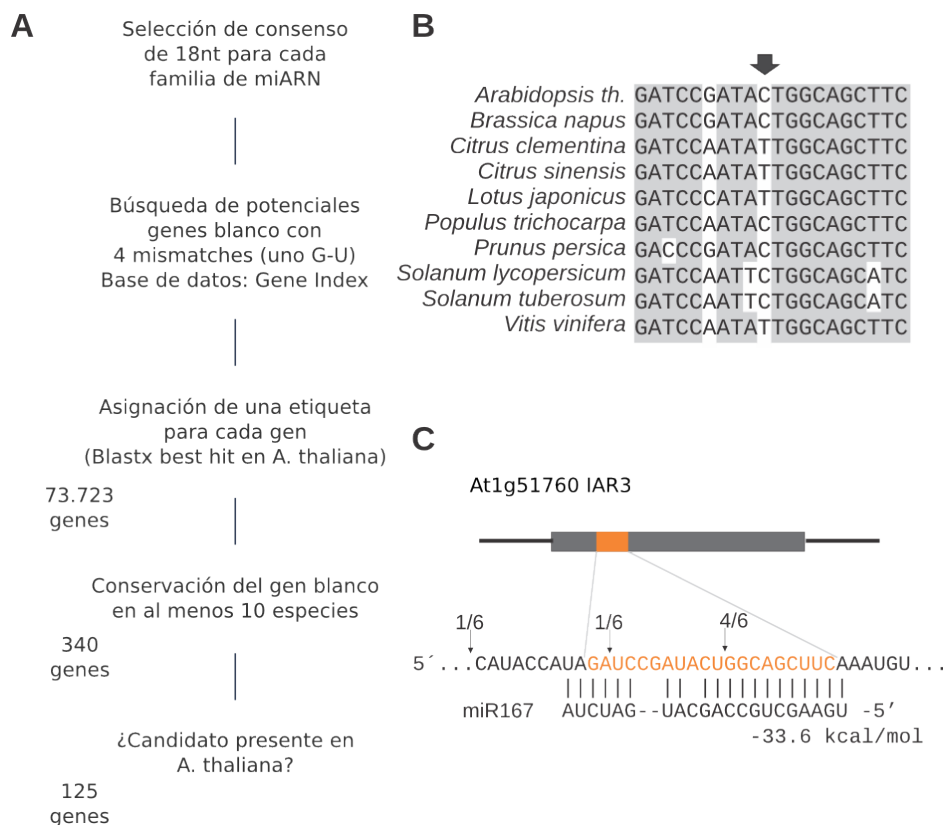 A
Selección de consenso
de 18nt para cada
familia de miARN
Búsqueda de potenciales
genes blanco con
4 mismatches (uno G-U)
Base de datos: Gene Index
Asignación de una etiqueta
para cada gen
(Blastx best hit en A. thaliana)
73.723
genes
Conservación del gen blanco
en al menos 10 especies
340
genes
¿Candidato presente en
A. thaliana?
125
genes
B
Arabidopsis th. GATCCGATACTGGCAGCTTC
Brassica napus GATCCGATACTGGCAGCTTC
Citrus clementina GATCCAATATTGGCAGCTTC
Citrus sinensis GATCCAATATTGGCAGCTTC
Lotus japonicus GATCCCATATTGGCAGCTTC
Populus trichocarpa GATCCAATACTGGCAGCTTC
Prunus persica GACCCGATACTGGCAGCTTC
Solanum lycopersicum GATCCAATTCTGGCAGCATC
Solanum tuberosum GATCCAATTCTGGCAGCATC
Vitis vinifera GATCCAATATTGGCAGCTTC
C
At1g51760 IAR3
1/6 1/6 4/6
5´...CAUACCAUAGAUCCGAUACUGGCAGCUUCAAAUGU...
miR167 AUCUAG--UACGACCGUCGAAGU -5’
-33.6 kcal/mol